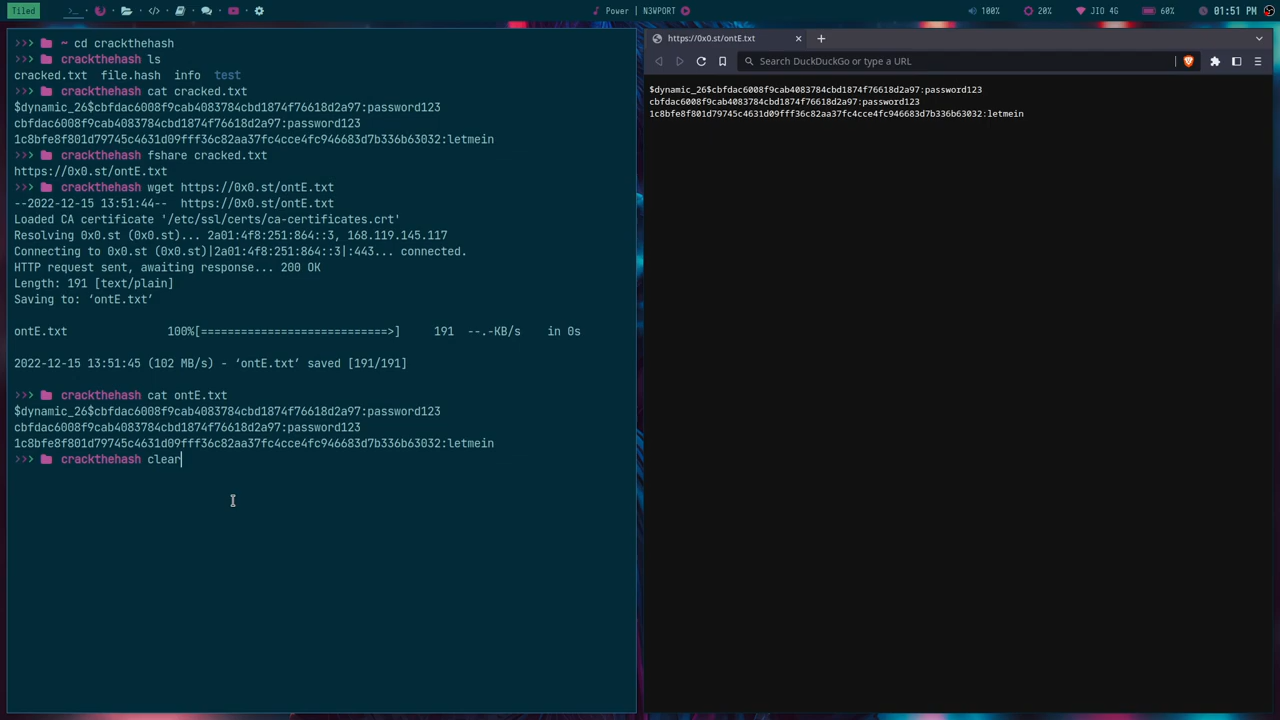 Tiled
Power | N3VPORT
100%
20%
JIO 4G
60%
01:51 PM
>>> ~ cd crackthehash
>>> crackthehash ls
cracked.txt file.hash info test
>>> crackthehash cat cracked.txt
$dynamic_26$cbfdac6008f9cab4083784cbd1874f76618d2a97:password123
cbfdac6008f9cab4083784cbd1874f76618d2a97:password123
1c8bfe8f801d79745c4631d09fff36c82aa37fc4cce4fc946683d7b336b63032:letmein
>>> crackthehash fshare cracked.txt
https://0x0.st/ontE.txt
>>> crackthehash wget https://0x0.st/ontE.txt
--2022-12-15 13:51:44-- https://0x0.st/ontE.txt
Loaded CA certificate '/etc/ssl/certs/ca-certificates.crt'
Resolving 0x0.st (0x0.st)... 2a01:4f8:251:864::3, 168.119.145.117
Connecting to 0x0.st (0x0.st)|2a01:4f8:251:864::3|:443... connected.
HTTP request sent, awaiting response... 200 OK
Length: 191 [text/plain]
Saving to: ‘ontE.txt’
ontE.txt 100%[============================>] 191 --.-KB/s in 0s
2022-12-15 13:51:45 (102 MB/s) - ‘ontE.txt’ saved [191/191]
>>> crackthehash cat ontE.txt
$dynamic_26$cbfdac6008f9cab4083784cbd1874f76618d2a97:password123
cbfdac6008f9cab4083784cbd1874f76618d2a97:password123
1c8bfe8f801d79745c4631d09fff36c82aa37fc4cce4fc946683d7b336b63032:letmein
>>> crackthehash clear
https://0x0.st/ontE.txt
Search DuckDuckGo or type a URL
$dynamic_26$cbfdac6008f9cab4083784cbd1874f76618d2a97:password123
cbfdac6008f9cab4083784cbd1874f76618d2a97:password123
1c8bfe8f801d79745c4631d09fff36c82aa37fc4cce4fc946683d7b336b63032:letmein